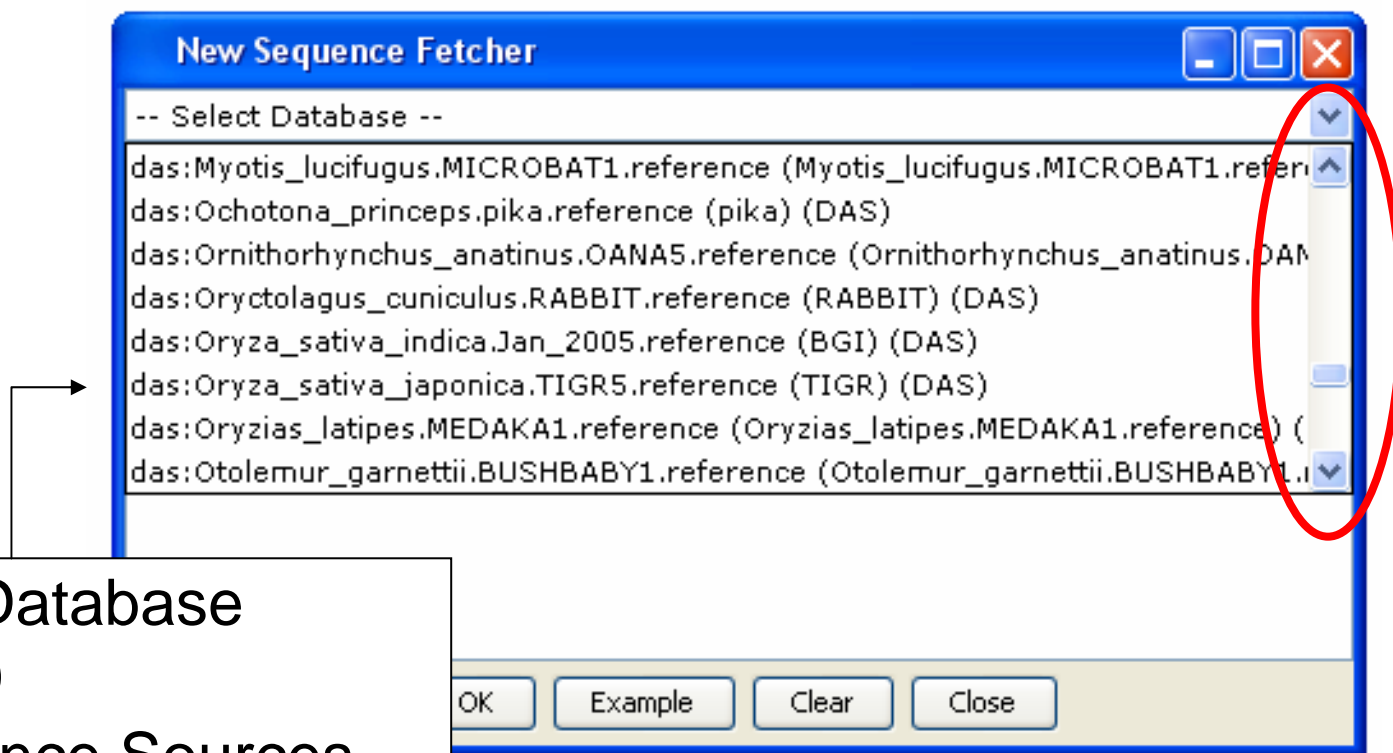 New Sequence Fetcher
-- Select Database --
das:Myotis_lucifugus.MICROBAT1.reference (Myotis_lucifugus.MICROBAT1.refere
das:Ochotona_princeps.pika.reference (pika) (DAS)
das:Ornithorhynchus_anatinus.OANA5.reference (Ornithorhynchus_anatinus.OAN
das:Oryctolagus_cuniculus.RABBIT.reference (RABBIT) (DAS)
das:Oryza_sativa_indica.Jan_2005.reference (BGI) (DAS)
das:Oryza_sativa_japonica.TIGR5.reference (TIGR) (DAS)
das:Oryzias_latipes.MEDAKA1.reference (Oryzias_latipes.MEDAKA1.reference) (
das:Otolemur_garnettii.BUSHBABY1.reference (Otolemur_garnettii.BUSHBABY1.r
Database
)
nce Sources
OK Example Clear Close